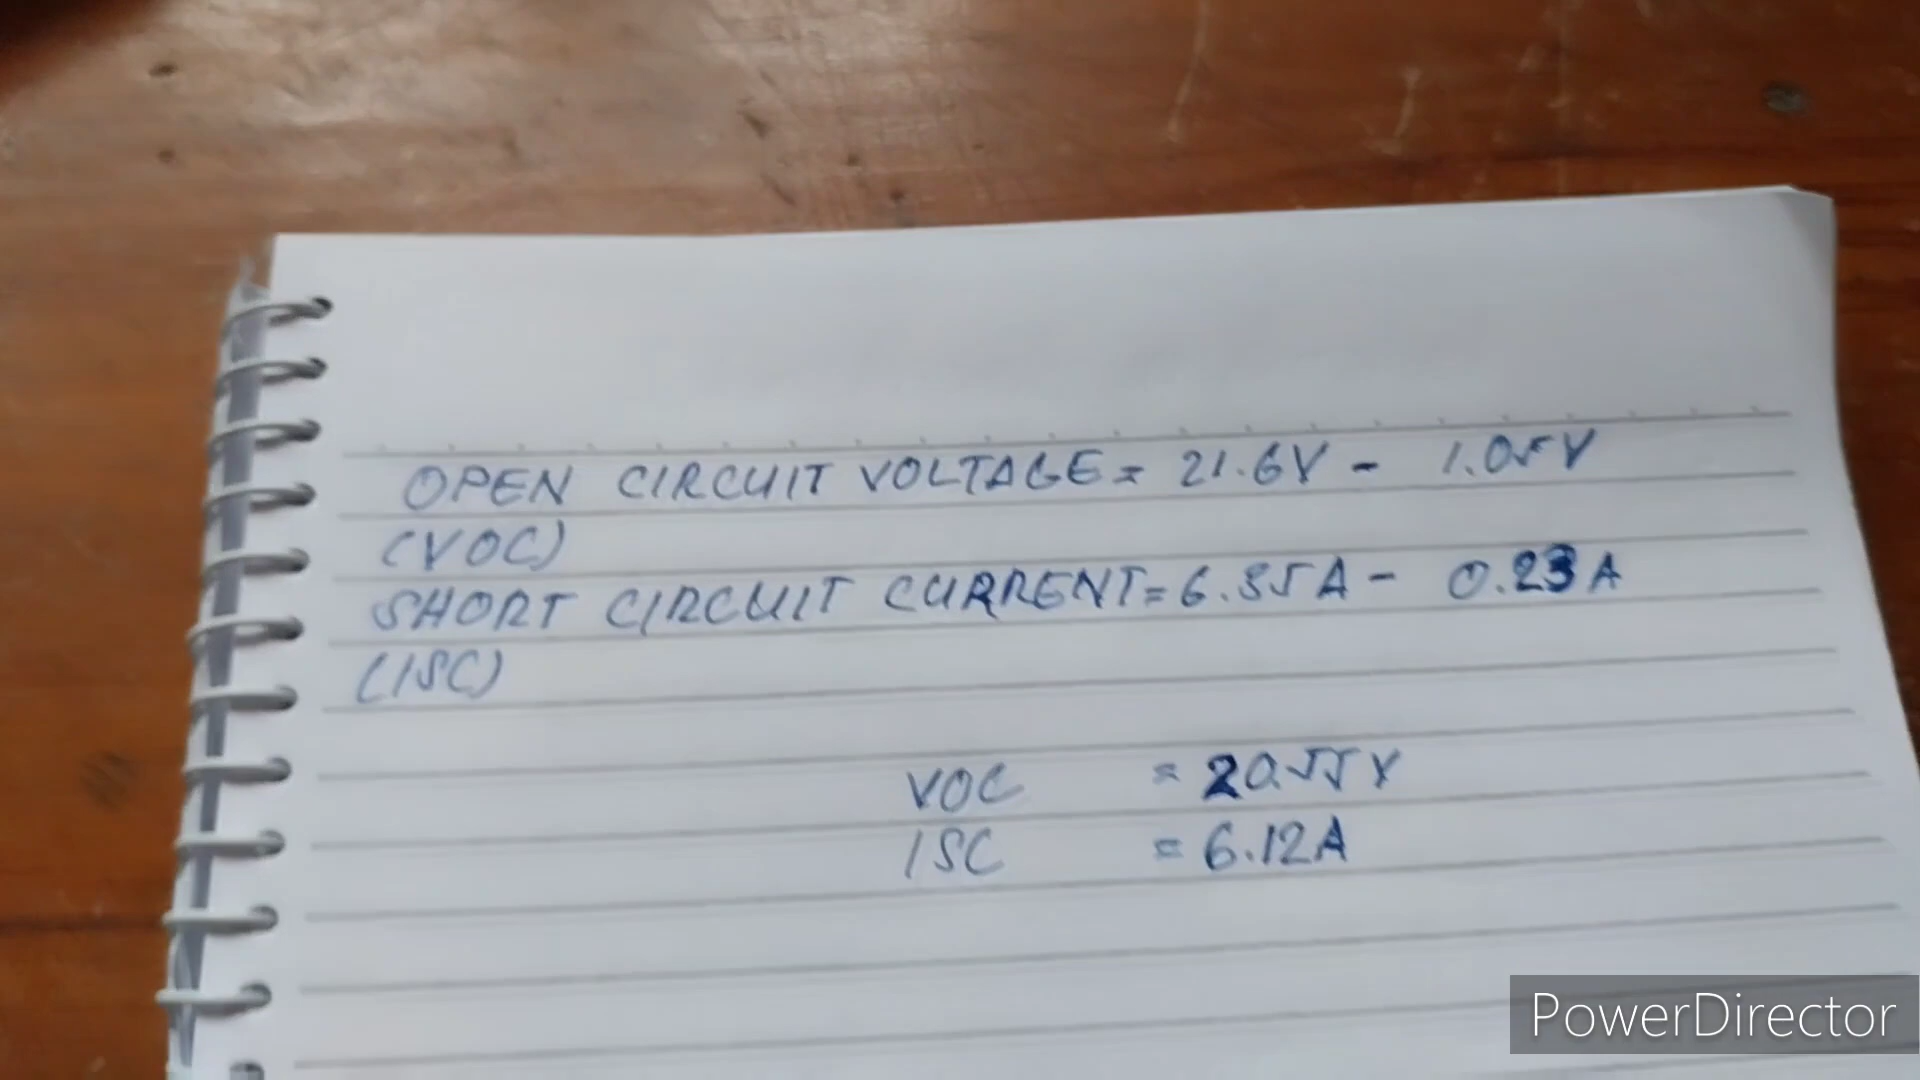 OPEN CIRCUIT VOLTAGE = 21.6V - 1.05V
(VOC)
SHORT CIRCUIT CURRENT = 6.35A - 0.23A
(ISC)
VOC = 20.55V
ISC = 6.12A
PowerDirector